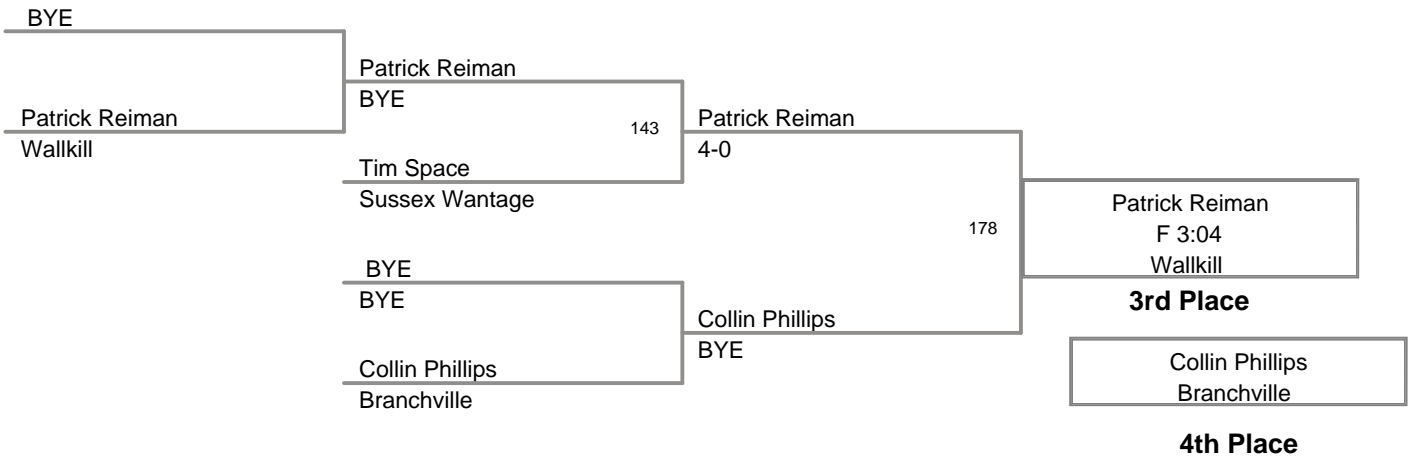 BYE
Patrick Reiman
Wallkill
Patrick Reiman
BYE
143
Tim Space
Sussex Wantage
BYE
BYE
Collin Phillips
Branchville
Patrick Reiman
4-0
178
Collin Phillips
BYE
Patrick Reiman
F 3:04
Wallkill
3rd Place
Collin Phillips
Branchville
4th Place